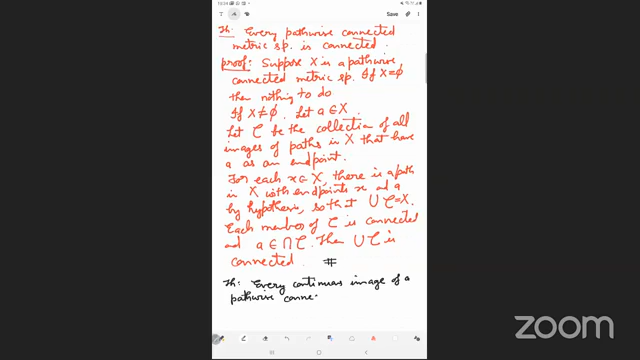 Save
Th: Every pathwise connected
metric sp. is connected.
proof: Suppose X is a pathwise
connected metric sp. If X=φ
then nothing to do
If X≠φ. Let a∈X.
Let C be the collection of all
images of paths in X that have
a as an endpoint.
For each x∈X, there is a path
in X with endpoints x and a
by hypothesis, so that ∪C=X.
Each member of C is connected
and a∈∩C. Then ∪C is
connected. #
Th: Every continuous image of a
pathwise conne
zoom